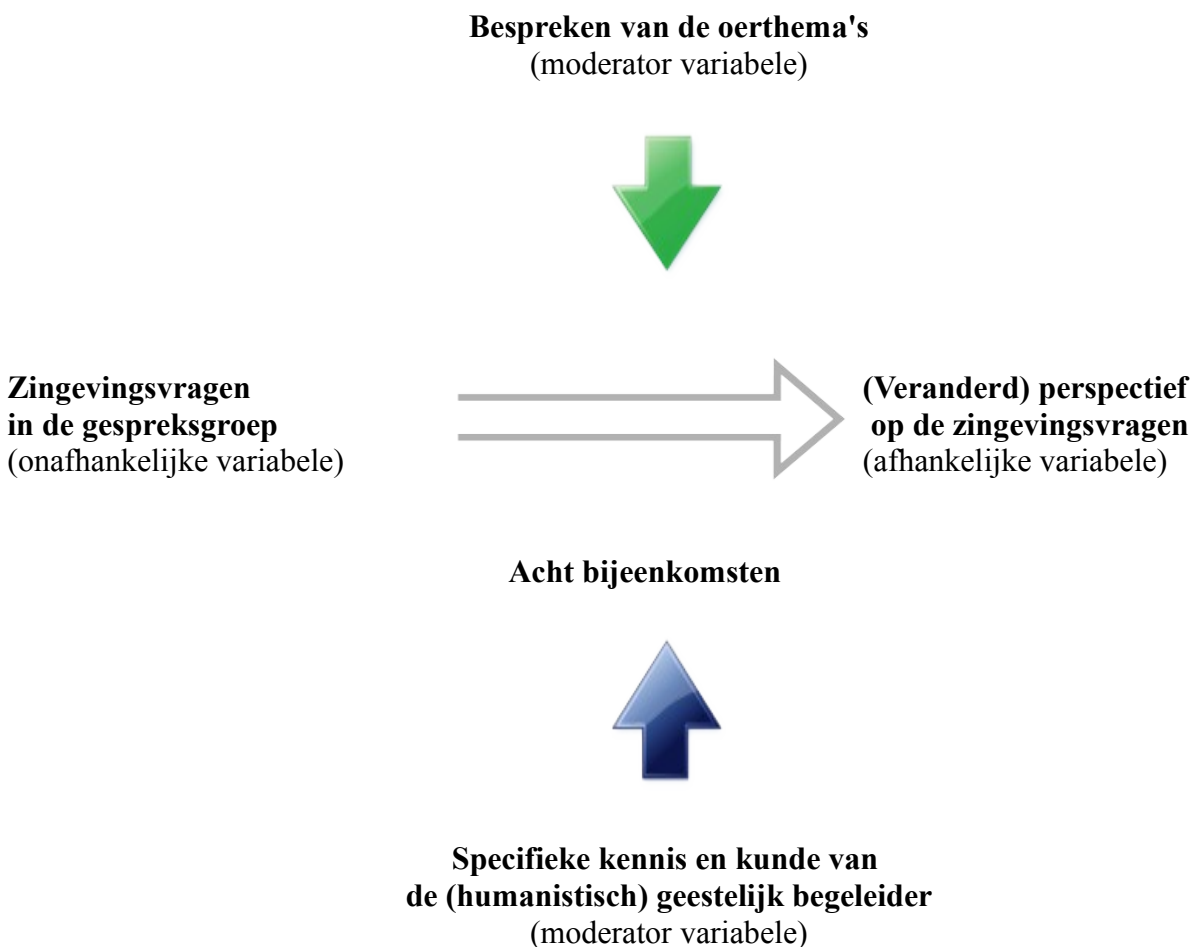 Bespreken van de oerthema's
(moderator variabele)
Zingevingsvragen
in de gespreksgroep
(onafhankelijke variabele)
(Veranderd) perspectief
op de zingevingsvragen
(afhankelijke variabele)
Acht bijeenkomsten
Specifieke kennis en kunde van
de (humanistisch) geestelijk begeleider
(moderator variabele)